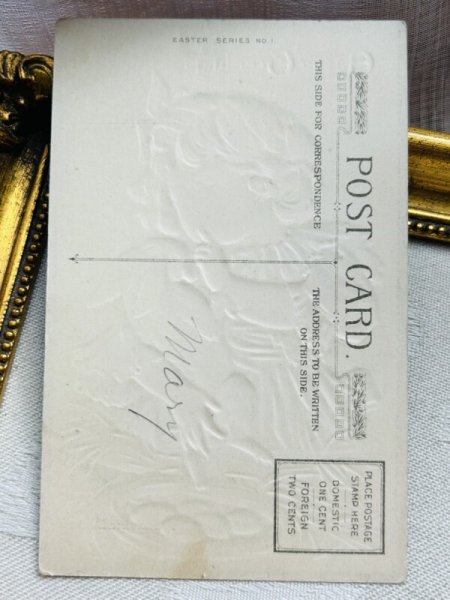 EASTER SERIES NO. 1.
POST CARD.
THIS SIDE FOR CORRESPONDENCE
THE ADDRESS TO BE WRITTEN
ON THIS SIDE.
PLACE POSTAGE
STAMP HERE
DOMESTIC
ONE CENT
FOREIGN
TWO CENTS
Mary